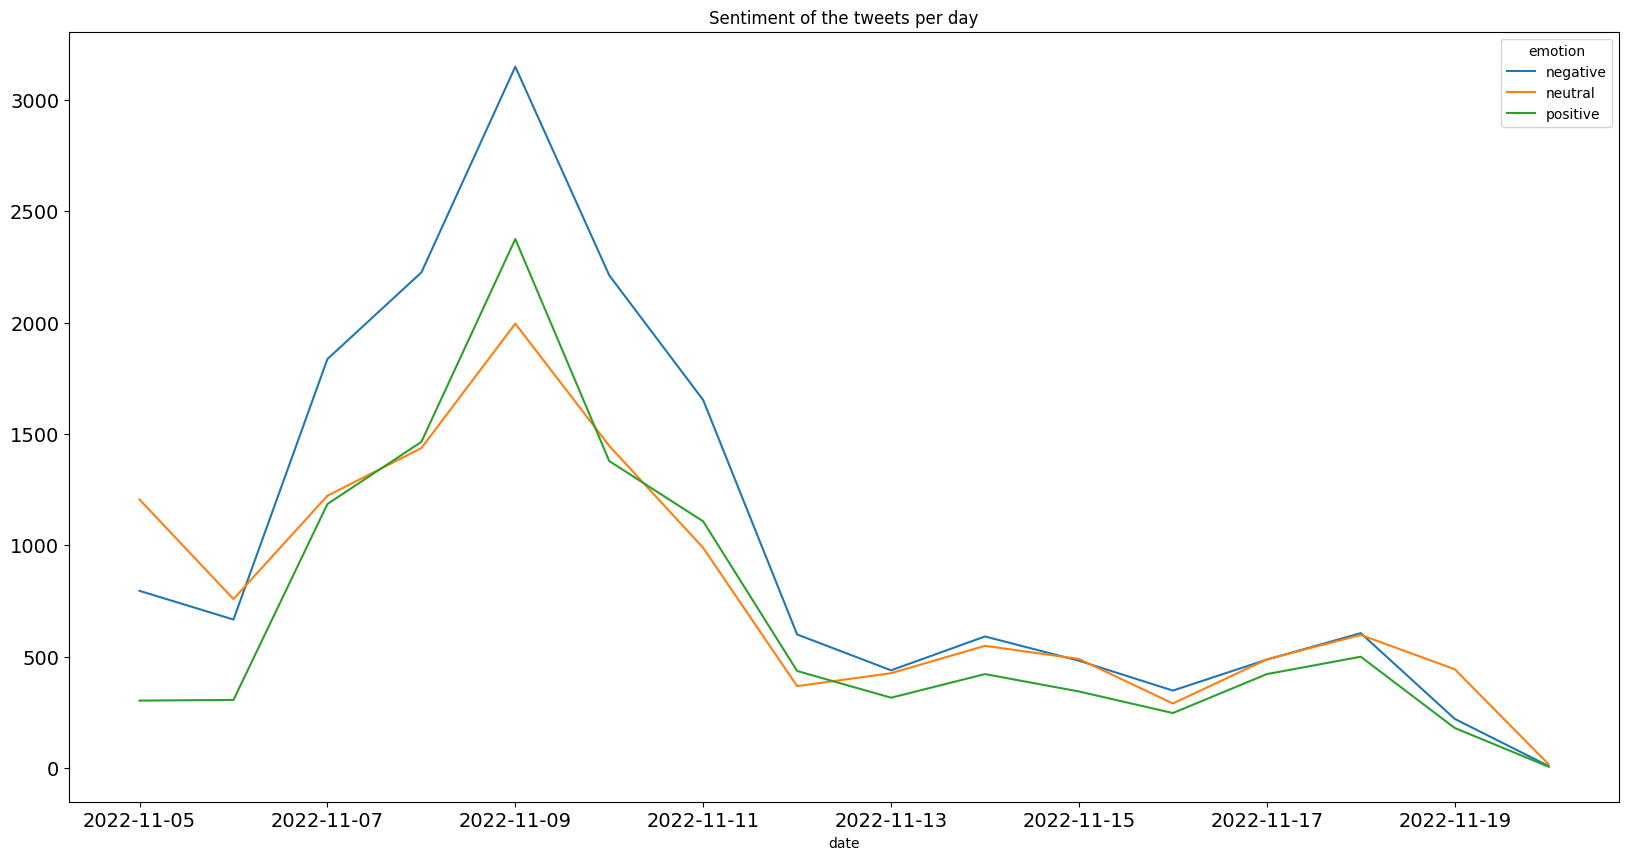 Sentiment of the tweets per day
emotion
negative
neutral
positive
3000
2500
2000
1500
1000
500
0
2022-11-05 2022-11-07 2022-11-09 2022-11-11 2022-11-13 2022-11-15 2022-11-17 2022-11-19
date